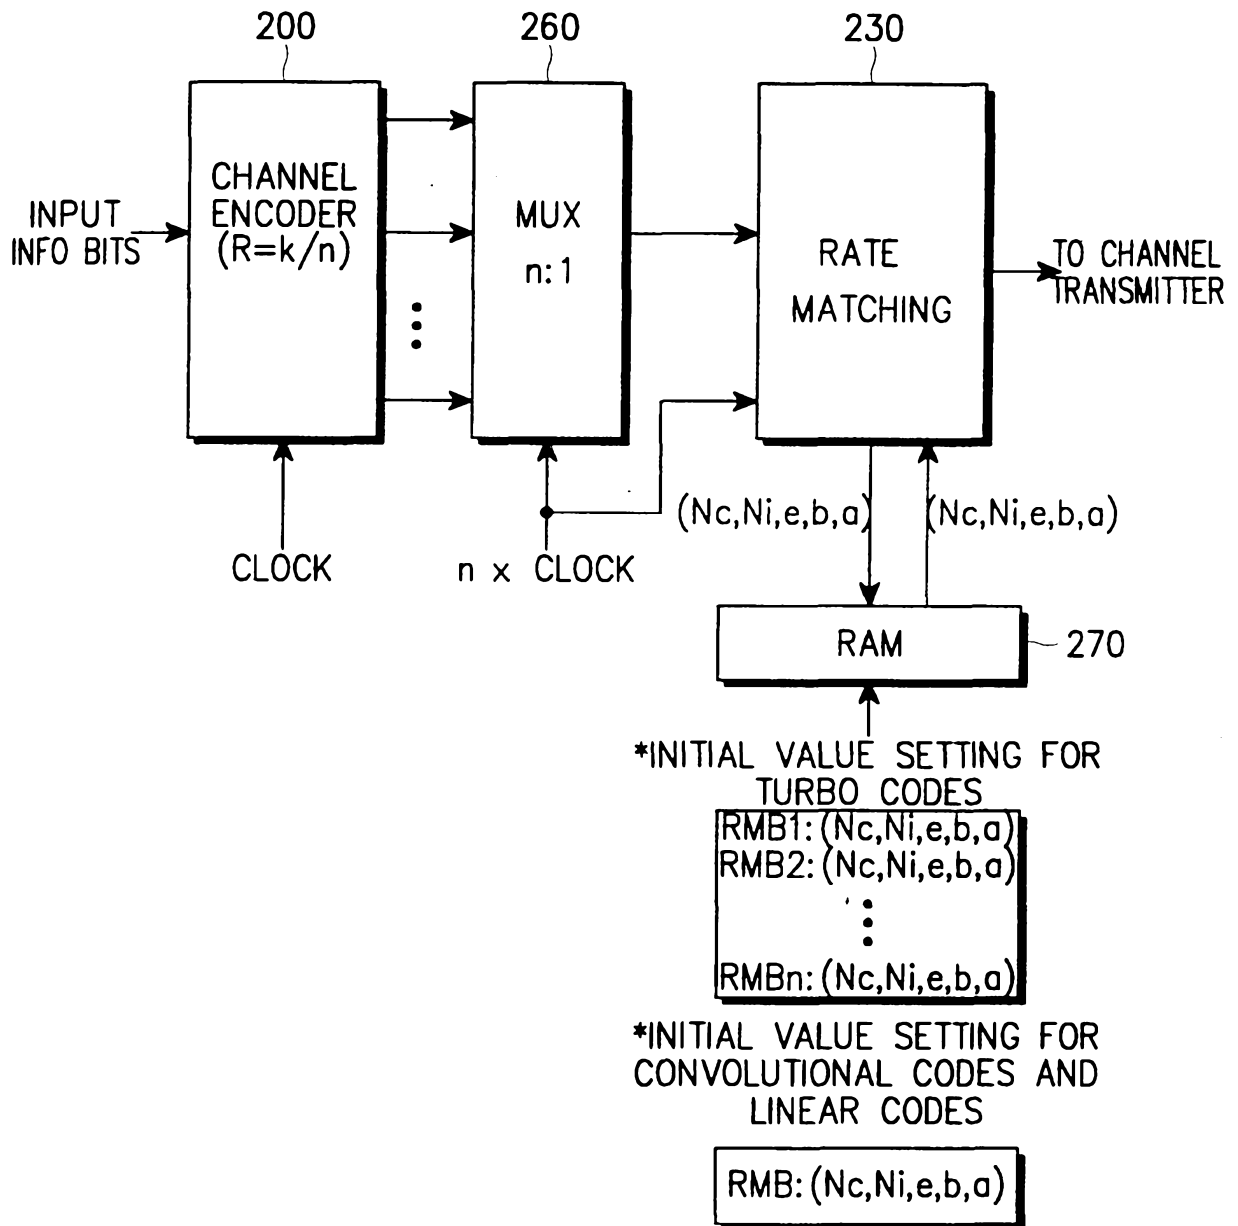 200
260
230
INPUT
INFO BITS
CHANNEL
ENCODER
(R=k/n)
MUX
n:1
RATE
MATCHING
TO CHANNEL
TRANSMITTER
CLOCK
n x CLOCK
(Nc,Ni,e,b,a)
(Nc,Ni,e,b,a)
RAM
270
*INITIAL VALUE SETTING FOR
TURBO CODES
RMB1:(Nc,Ni,e,b,a)
RMB2:(Nc,Ni,e,b,a)
RMBn:(Nc,Ni,e,b,a)
*INITIAL VALUE SETTING FOR
CONVOLUTIONAL CODES AND
LINEAR CODES
RMB:(Nc,Ni,e,b,a)